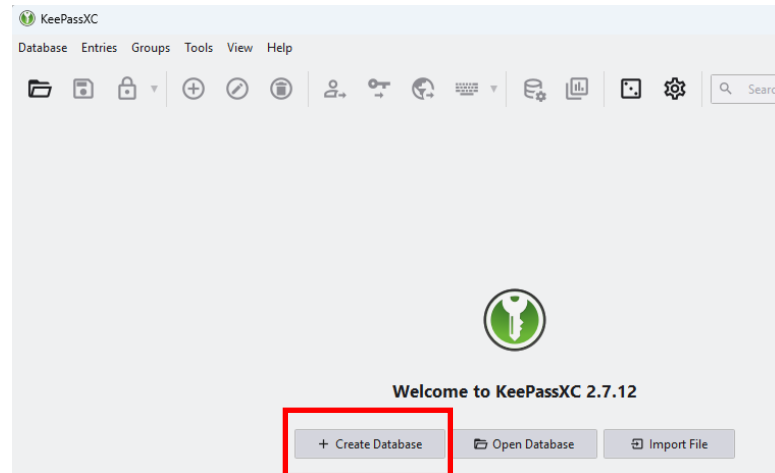 KeePassXC
Database Entries Groups Tools View Help
Welcome to KeePassXC 2.7.12
+ Create Database Open Database Import File